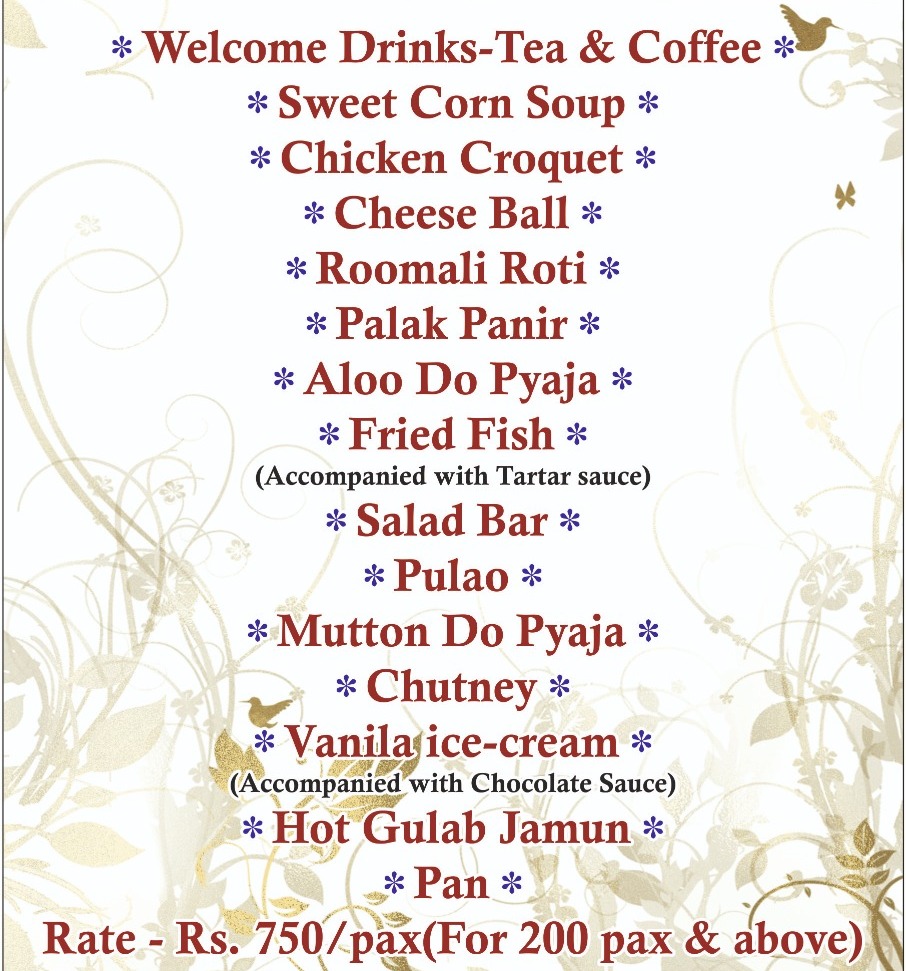 * Welcome Drinks-Tea & Coffee *
* Sweet Corn Soup *
* Chicken Croquet *
* Cheese Ball *
* Roomali Roti *
* Palak Panir *
* Aloo Do Pyaja *
* Fried Fish *
(Accompanied with Tartar sauce)
* Salad Bar *
* Pulao *
* Mutton Do Pyaja *
* Chutney *
* Vanila ice-cream *
(Accompanied with Chocolate Sauce)
* Hot Gulab Jamun *
* Pan *
Rate - Rs. 750/pax(For 200 pax & above)